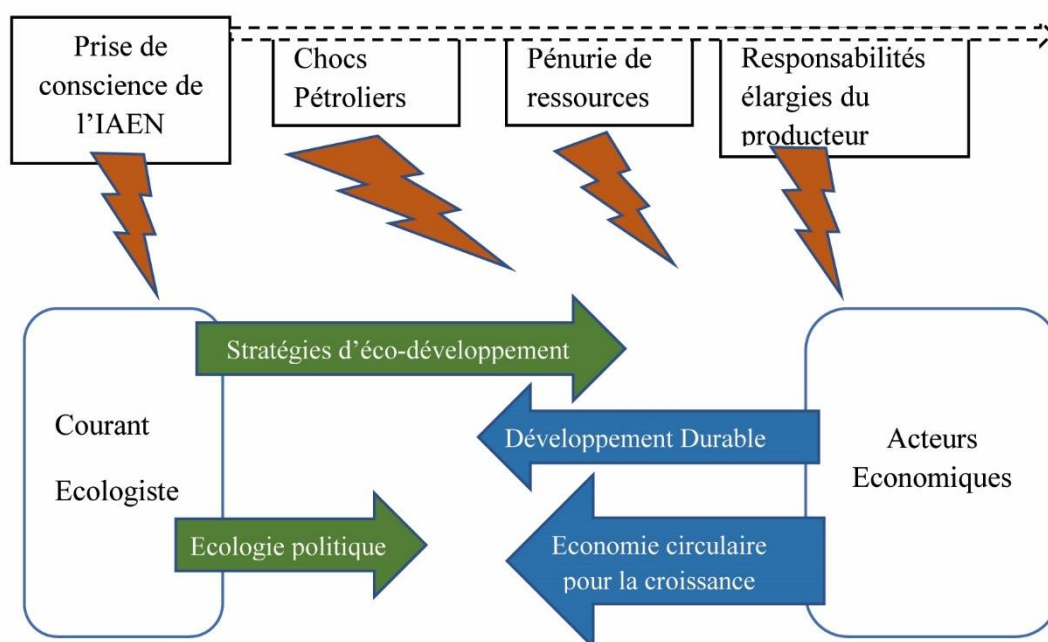 Prise de
conscience de
l'IAEN
Chocs
Pétroliers
Pénurie de
ressources
Responsabilités
élargies du
producteur
Stratégies d'éco-développement
Courant
Ecologiste
Développement Durable
Acteurs
Economiques
Ecologie politique
Economie circulaire
pour la croissance